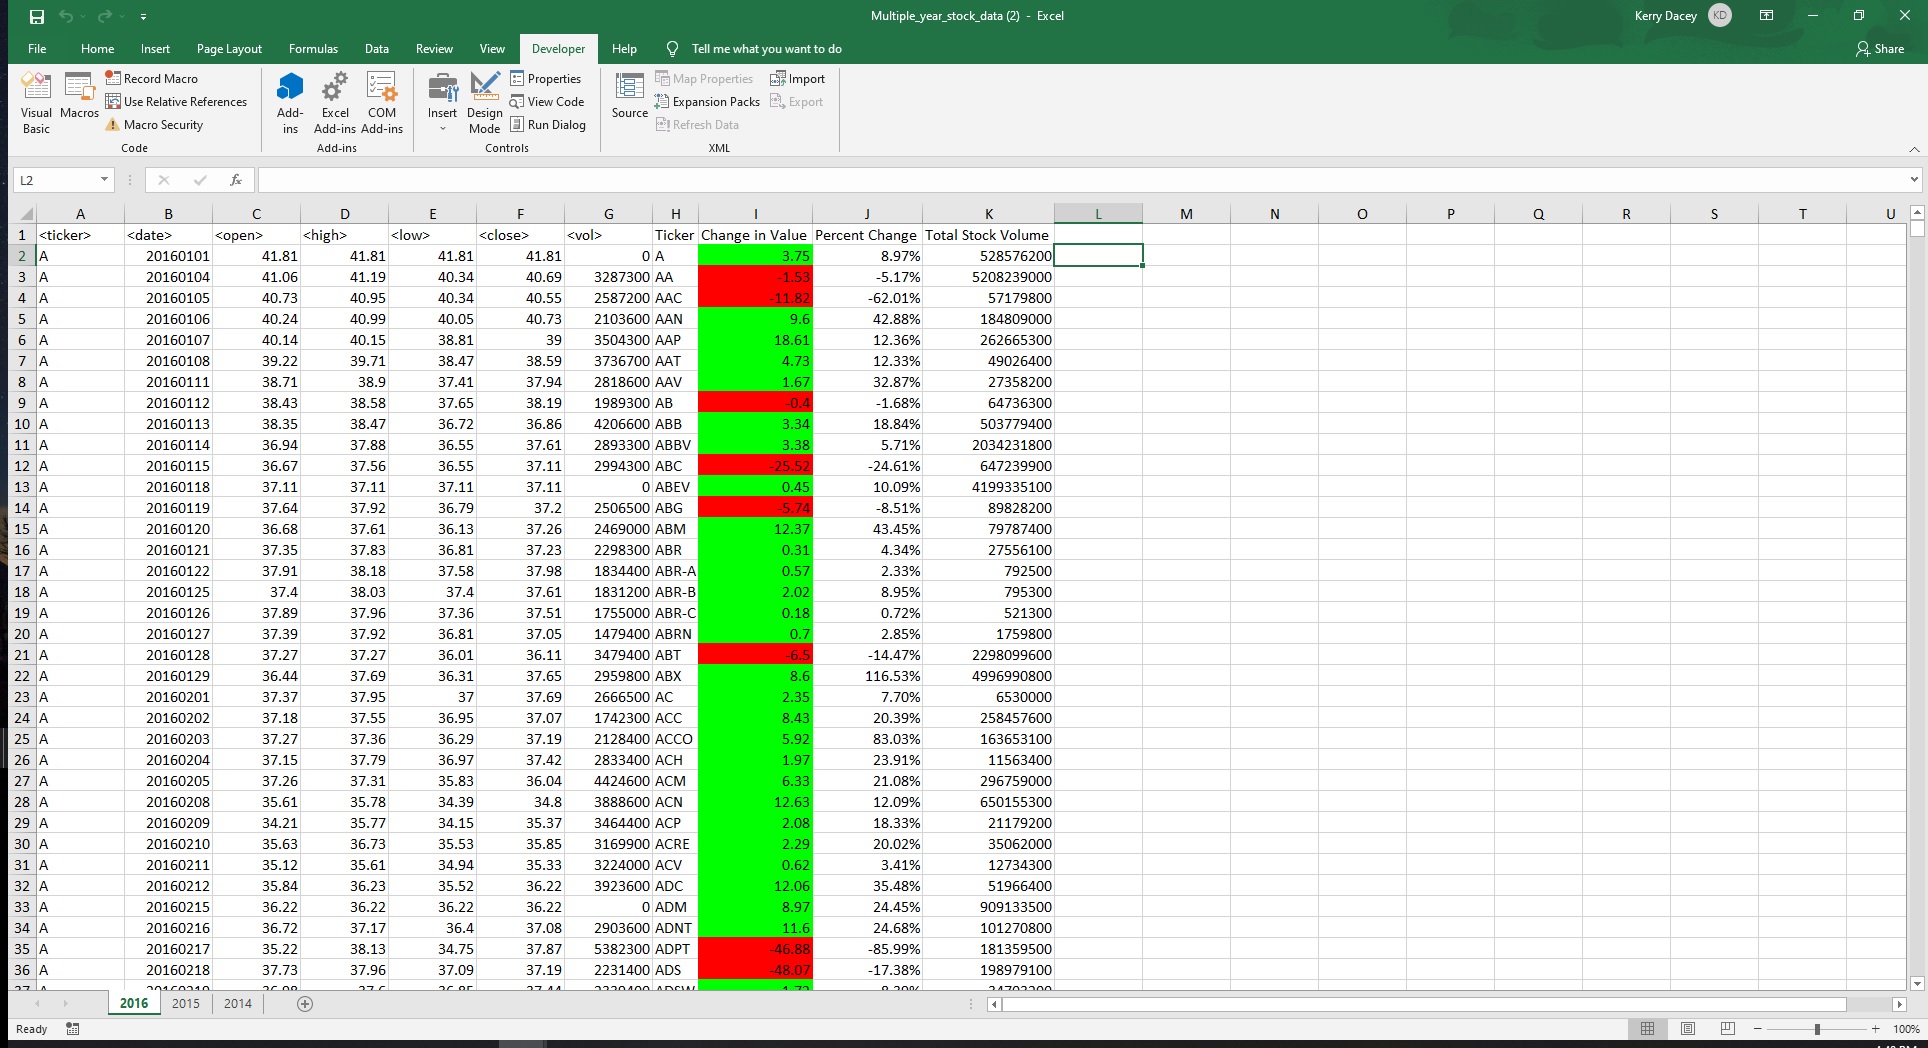 Multiple_year_stock_data (2) - Excel
Kerry Dacey KD
File Home Insert Page Layout Formulas Data Review View Developer Help Tell me what you want to do Share
Visual Basic
Macros
Record Macro
Use Relative References
Macro Security
Code
Add-ins
Excel Add-ins
COM Add-ins
Add-ins
Insert
Design Mode
Properties
View Code
Run Dialog
Controls
Source
Map Properties
Expansion Packs
Refresh Data
Import
Export
XML
L2
fx
A B C D E F G H I J K L M N O P Q R S T U
1 <ticker> <date> <open> <high> <low> <close> <vol> Ticker Change in Value Percent Change Total Stock Volume
2 A 20160101 41.81 41.81 41.81 41.81 0 A 3.75 8.97% 528576200
3 A 20160104 41.06 41.19 40.34 40.69 3287300 AA -1.53 -5.17% 5208239000
4 A 20160105 40.73 40.95 40.34 40.55 2587200 AAC -11.82 -62.01% 57179800
5 A 20160106 40.24 40.99 40.05 40.73 2103600 AAN 9.6 42.88% 184809000
6 A 20160107 40.14 40.15 38.81 39 3504300 AAP 18.61 12.36% 262665300
7 A 20160108 39.22 39.71 38.47 38.59 3736700 AAT 4.73 12.33% 49026400
8 A 20160111 38.71 38.9 37.41 37.94 2818600 AAV 1.67 32.87% 27358200
9 A 20160112 38.43 38.58 37.65 38.19 1989300 AB -0.4 -1.68% 64736300
10 A 20160113 38.35 38.47 36.72 36.86 4206600 ABB 3.34 18.84% 503779400
11 A 20160114 36.94 37.88 36.55 37.61 2893300 ABBV 3.38 5.71% 2034231800
12 A 20160115 36.67 37.56 36.55 37.11 2994300 ABC -25.52 -24.61% 647239900
13 A 20160118 37.11 37.11 37.11 37.11 0 ABEV 0.45 10.09% 4199335100
14 A 20160119 37.64 37.92 36.79 37.2 2506500 ABG -5.74 -8.51% 89828200
15 A 20160120 36.68 37.61 36.13 37.26 2469000 ABM 12.37 43.45% 79787400
16 A 20160121 37.35 37.83 36.81 37.23 2298300 ABR 0.31 4.34% 27556100
17 A 20160122 37.91 38.18 37.58 37.98 1834400 ABR-A 0.57 2.33% 792500
18 A 20160125 37.4 38.03 37.4 37.61 1831200 ABR-B 2.02 8.95% 795300
19 A 20160126 37.89 37.96 37.36 37.51 1755000 ABR-C 0.18 0.72% 521300
20 A 20160127 37.39 37.92 36.81 37.05 1479400 ABRN 0.7 2.85% 1759800
21 A 20160128 37.27 37.27 36.01 36.11 3479400 ABT -6.5 -14.47% 2298099600
22 A 20160129 36.44 37.69 36.31 37.65 2959800 ABX 8.6 116.53% 4996990800
23 A 20160201 37.37 37.95 37 37.69 2666500 AC 2.35 7.70% 6530000
24 A 20160202 37.18 37.55 36.95 37.07 1742300 ACC 8.43 20.39% 258457600
25 A 20160203 37.27 37.36 36.29 37.19 2128400 ACCO 5.92 83.03% 163653100
26 A 20160204 37.15 37.79 36.97 37.42 2833400 ACH 1.97 23.91% 11563400
27 A 20160205 37.26 37.31 35.83 36.04 4424600 ACM 6.33 21.08% 296759000
28 A 20160208 35.61 35.78 34.39 34.8 3888600 ACN 12.63 12.09% 650155300
29 A 20160209 34.21 35.77 34.15 35.37 3464400 ACP 2.08 18.33% 21179200
30 A 20160210 35.63 36.73 35.53 35.85 3169900 ACRE 2.29 20.02% 35062000
31 A 20160211 35.12 35.61 34.94 35.33 3224000 ACV 0.62 3.41% 12734300
32 A 20160212 35.84 36.23 35.52 36.22 3923600 ADC 12.06 35.48% 51966400
33 A 20160215 36.22 36.22 36.22 36.22 0 ADM 8.97 24.45% 909133500
34 A 20160216 36.72 37.17 36.4 37.08 2903600 ADNT 11.6 24.68% 101270800
35 A 20160217 35.22 38.13 34.75 37.87 5382300 ADPT -46.88 -85.99% 181359500
36 A 20160218 37.73 37.96 37.09 37.19 2231400 ADS -48.07 -17.38% 198979100
2016 2015 2014
Ready
100%